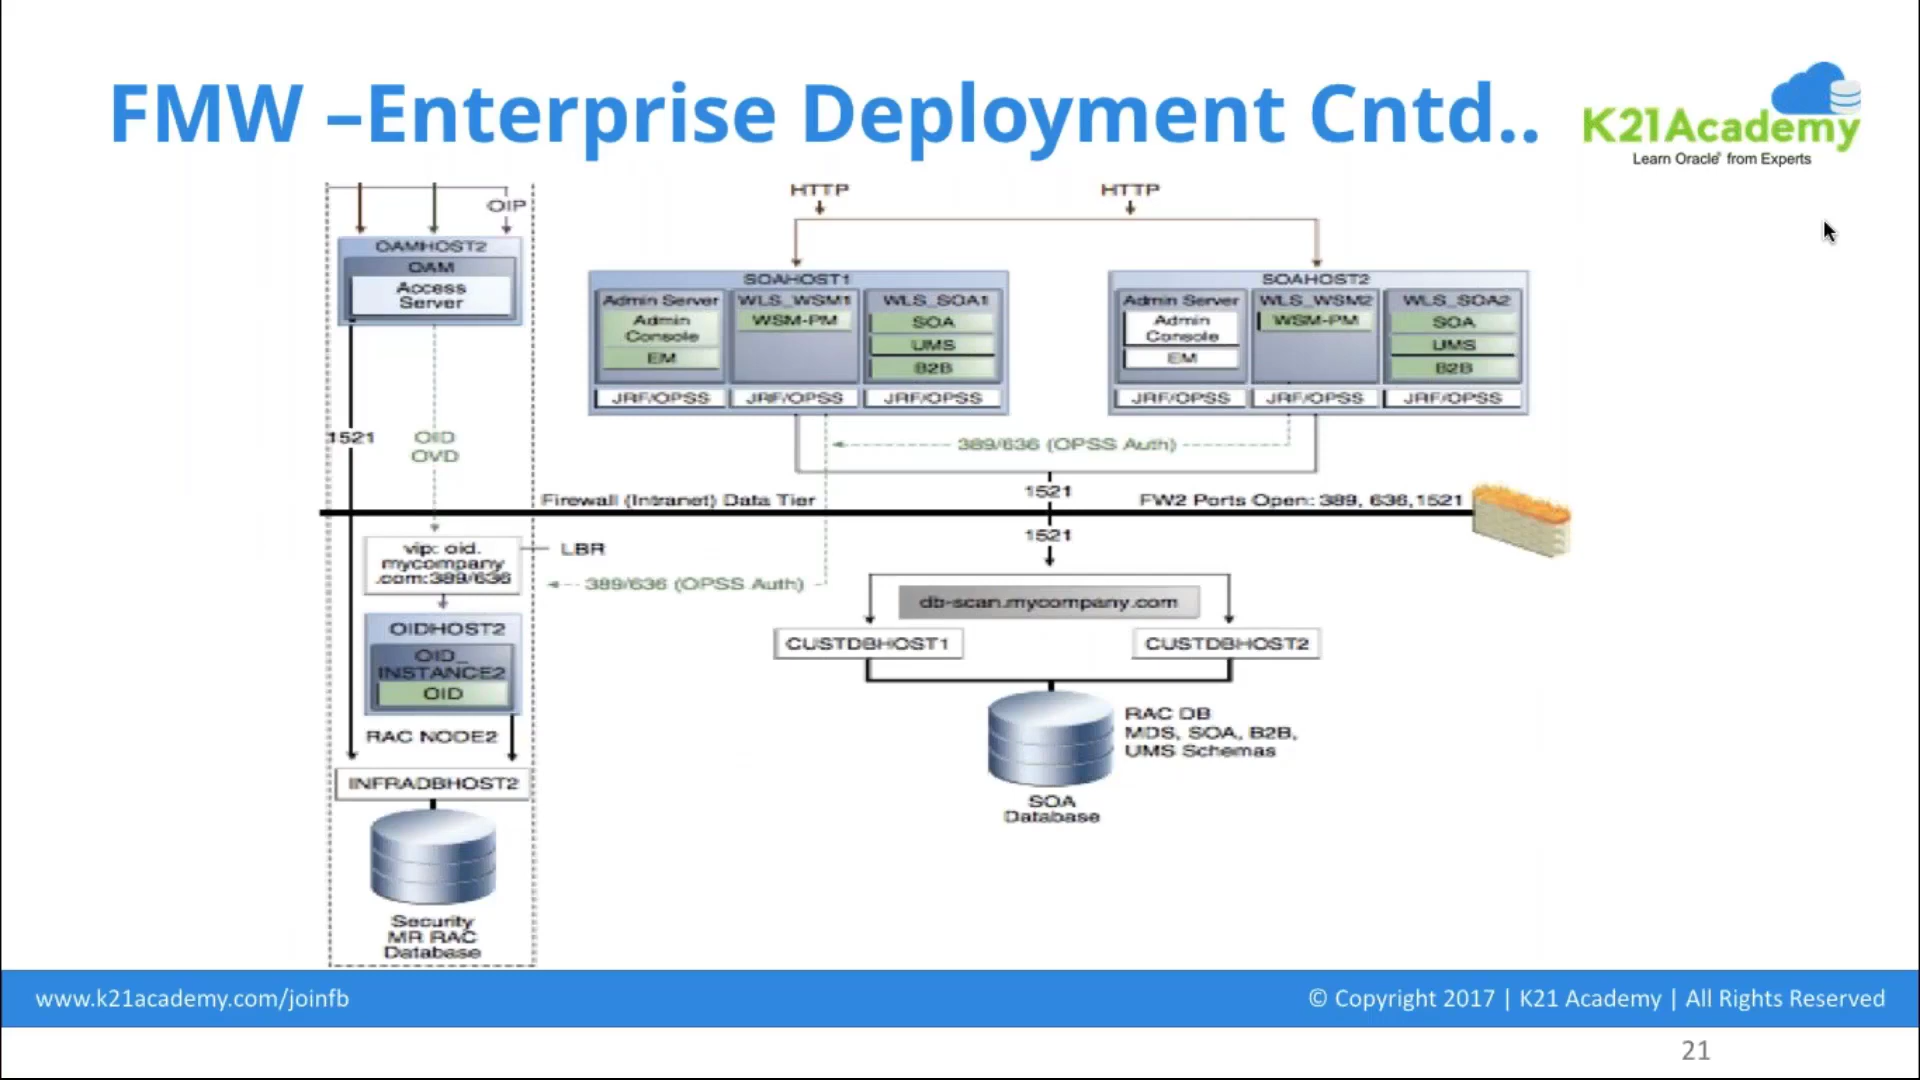 FMW –Enterprise Deployment Cntd..
K21Academy
Learn Oracle® from Experts
HTTP
HTTP
OIP
OAMHOST2
OAM
Access
Server
SOAHOST1
Admin Server
Admin
Console
EM
WLS_WSM1
WSM-PM
WLS_SOA1
SOA
UMS
B2B
JRF/OPSS
JRF/OPSS
JRF/OPSS
SOAHOST2
Admin Server
Admin
Console
EM
WLS_WSM2
WSM-PM
WLS_SOA2
SOA
UMS
B2B
JRF/OPSS
JRF/OPSS
JRF/OPSS
1521
OID
OVD
389/636 (OPSS Auth)
1521
Firewall (Intranet) Data Tier
FW2 Ports Open: 389, 636,1521
1521
vip: oid.
mycompany
.com:389/636
LBR
389/636 (OPSS Auth)
db-scan.mycompany.com
OIDHOST2
OID_
INSTANCE2
OID
CUSTDBHOST1
CUSTDBHOST2
RAC NODE2
RAC DB
MDS, SOA, B2B,
UMS Schemas
INFRADBHOST2
SOA
Database
Security
MR RAC
Database
www.k21academy.com/joinfb
© Copyright 2017 | K21 Academy | All Rights Reserved
21